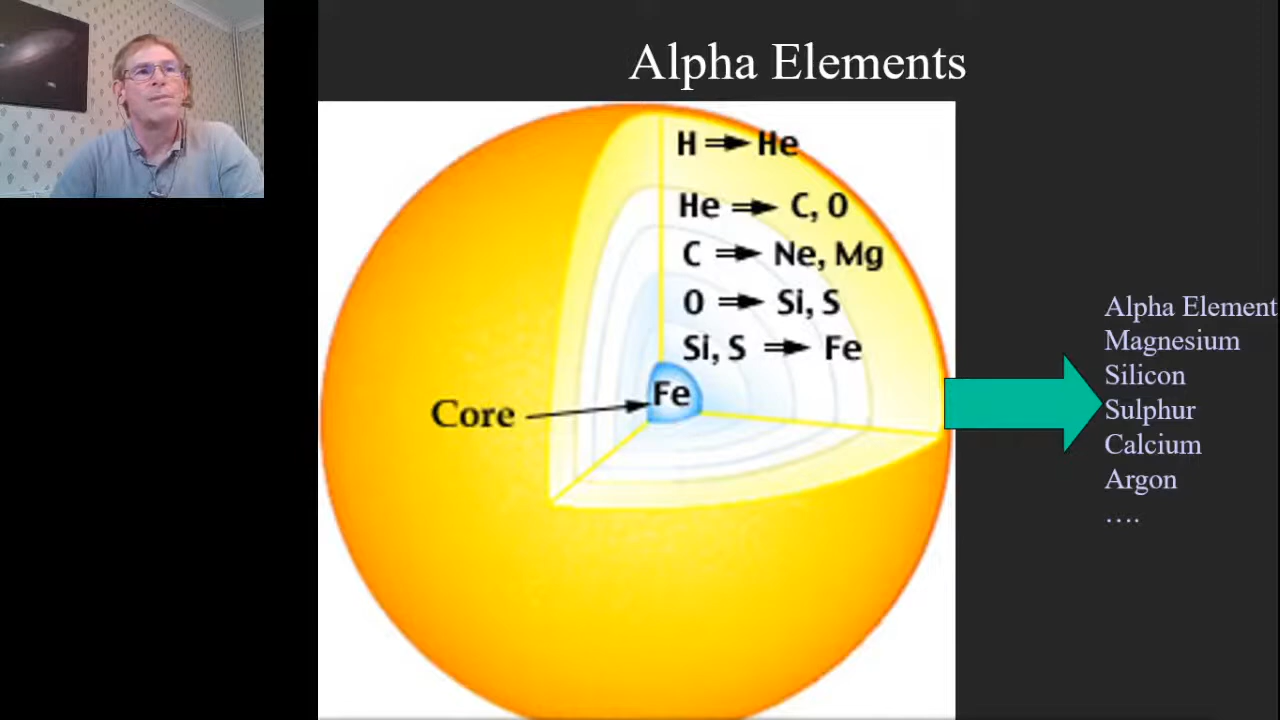 Alpha Elements
H ⇒ He
He ⇒ C, O
C ⇒ Ne, Mg
O ⇒ Si, S
Si, S ⇒ Fe
Fe
Core
Alpha Element
Magnesium
Silicon
Sulphur
Calcium
Argon
....